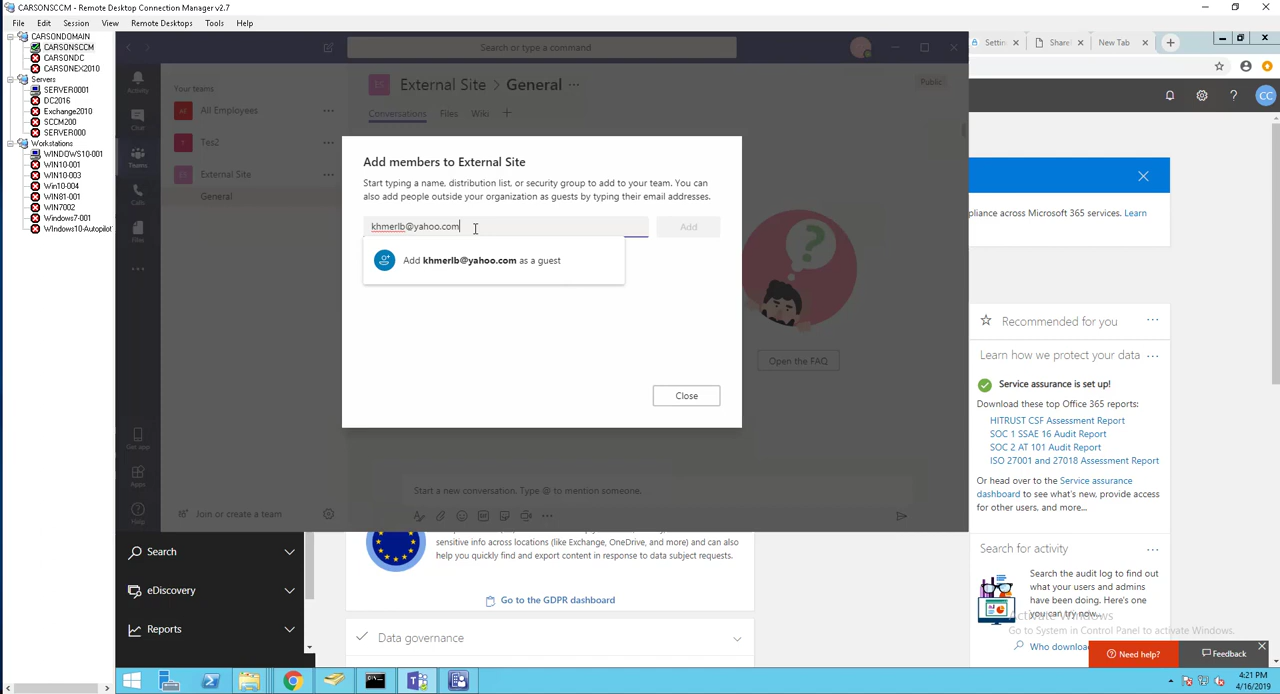 CARSONSCCM - Remote Desktop Connection Manager v2.7
File Edit Session View Remote Desktops Tools Help
CARSONDOMAIN
CARSONSCCM
CARSONDC
CARSONEX2010
Servers
SERVER0001
DC2016
Exchange2010
SCCM200
SERVER000
Workstations
WINDOWS10-001
WIN10-001
WIN10-003
Win10-004
WIN81-001
WIN7002
Windows7-001
Windows10-Autopilot
Search or type a command
Settin
Share
New Tab
CC
Activity
Chat
Teams
Calls
Files
Get app
Apps
Help
Your teams
AE All Employees
Tes2
ES External Site
General
Join or create a team
ES External Site > General
Public
Conversations Files Wiki
Add members to External Site
Start typing a name, distribution list, or security group to add to your team. You can
also add people outside your organization as guests by typing their email addresses.
khmerlb@yahoo.com
Add
Add khmerlb@yahoo.com as a guest
Close
Open the FAQ
Start a new conversation. Type @ to mention someone.
pliance across Microsoft 365 services. Learn
Recommended for you
Learn how we protect your data
Service assurance is set up!
Download these top Office 365 reports:
HITRUST CSF Assessment Report
SOC 1 SSAE 16 Audit Report
SOC 2 AT 101 Audit Report
ISO 27001 and 27018 Assessment Report
Or head over to the Service assurance
dashboard to see what's new, provide access
for other users, and more...
Search for activity
Search the audit log to find out
what your users and admins
have been doing. Here's one
you can try now...
Who download
Activate Windows
Go to System in Control Panel to activate Windows.
Need help?
Feedback
Search
eDiscovery
Reports
sensitive info across locations (like Exchange, OneDrive, and more) and can also
help you quickly find and export content in response to data subject requests.
Go to the GDPR dashboard
Data governance
4:21 PM
4/16/2019